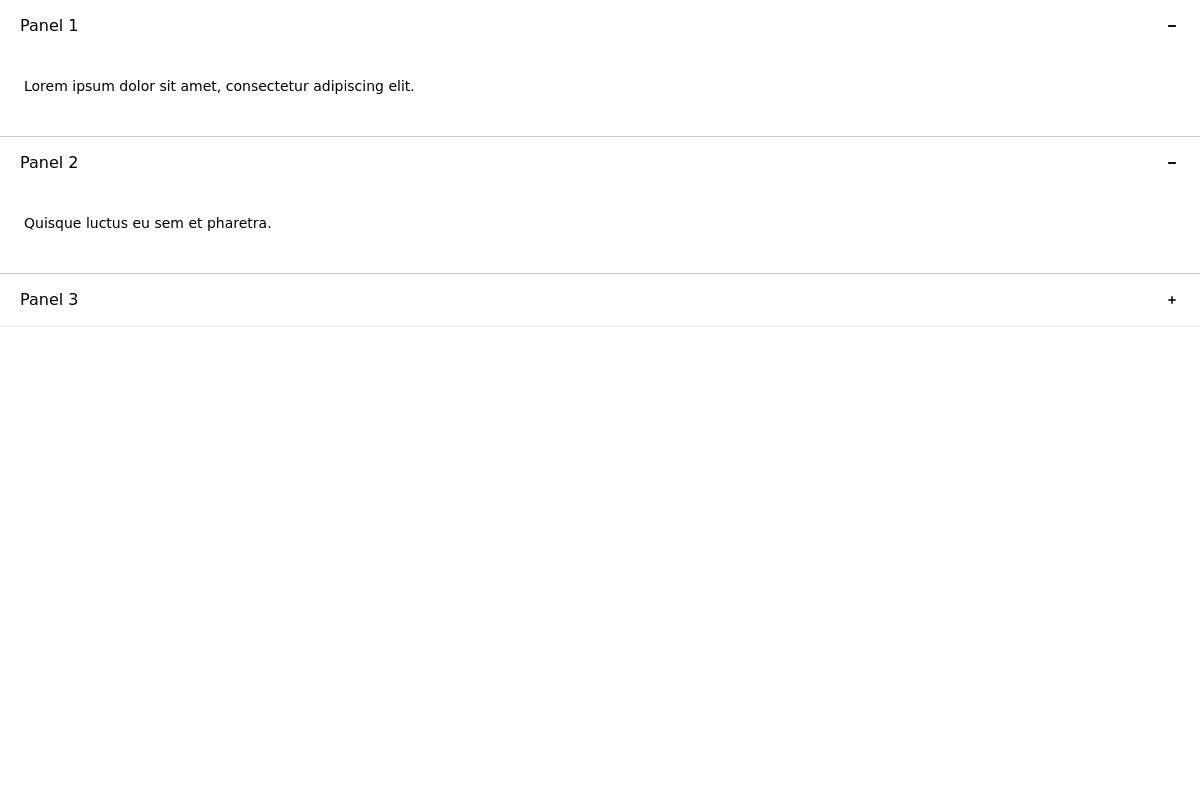 Panel 1
Lorem ipsum dolor sit amet, consectetur adipiscing elit.
Panel 2
Quisque luctus eu sem et pharetra.
Panel 3